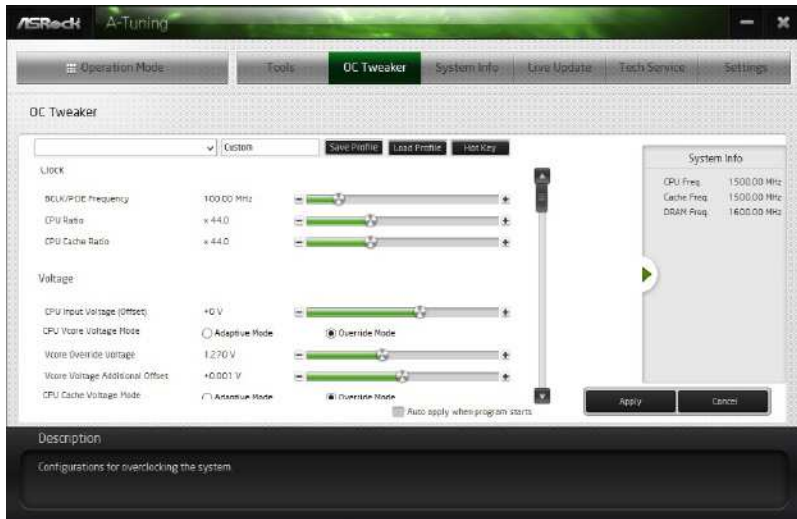 ASRock A-Tuning
Operation Mode Tools OC Tweaker System Info Live Update Tech Service Settings
OC Tweaker
Custom Save Profile Load Profile Hot Key
Clock
BCLK/PCIE Frequency 100.00 MHz
CPU Ratio x 44.0
CPU Cache Ratio x 44.0
Voltage
CPU Input Voltage (Offset) +0 V
CPU Vcore Voltage Mode Adaptive Mode Override Mode
Vcore Override Voltage 1.270 V
Vcore Voltage Additional Offset +0.001 V
CPU Cache Voltage Mode Adaptive Mode Override Mode
Auto apply when program starts
System Info
CPU Freq. 1500.00 MHz
Cache Freq. 1500.00 MHz
DRAM Freq. 1600.00 MHz
Apply Cancel
Description
Configurations for overclocking the system.